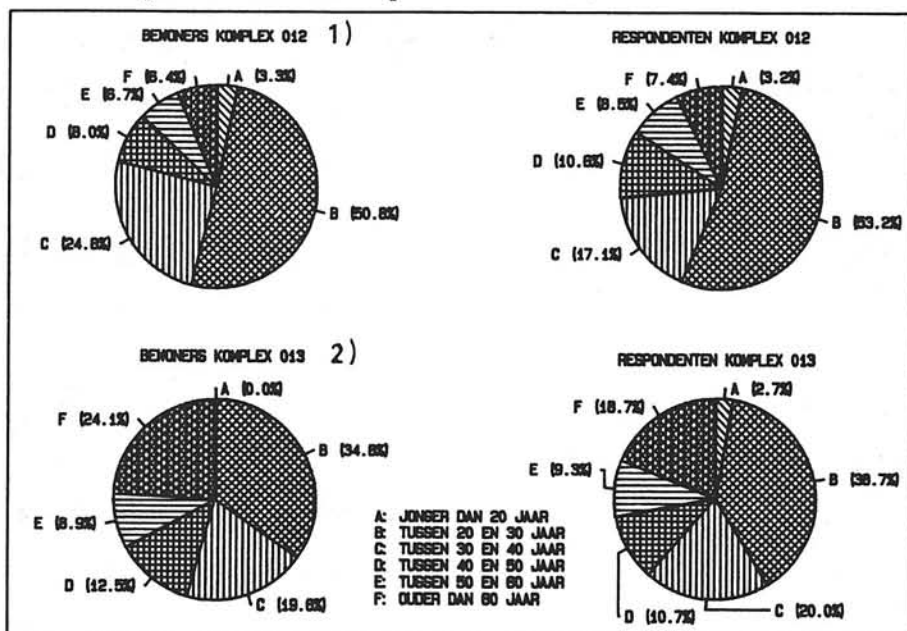 BEWONERS KOMPLEX 012 1)
F (6.4%)
A (3.3%)
E (6.7%)
D (8.0%)
B (50.8%)
C (24.8%)
RESPONDENTEN KOMPLEX 012
F (7.4%)
A (3.2%)
E (8.5%)
D (10.6%)
B (53.2%)
C (17.1%)
BEWONERS KOMPLEX 013 2)
A (0.0%)
F (24.1%)
B (34.8%)
E (8.9%)
D (12.5%)
C (19.6%)
A: JONGER DAN 20 JAAR
B: TUSSEN 20 EN 30 JAAR
C: TUSSEN 30 EN 40 JAAR
D: TUSSEN 40 EN 50 JAAR
E: TUSSEN 50 EN 60 JAAR
F: OUDER DAN 60 JAAR
RESPONDENTEN KOMPLEX 013
A (2.7%)
F (18.7%)
E (9.3%)
B (38.7%)
D (10.7%)
C (20.0%)